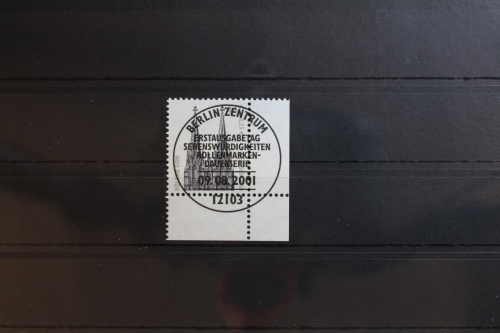 BERLIN ZENTRUM
ERSTAUSGABETAG
SEHENSWÜRDIGKEITEN
ROLLENMARKEN-
DAUERSERIE
09.08.2001
12103